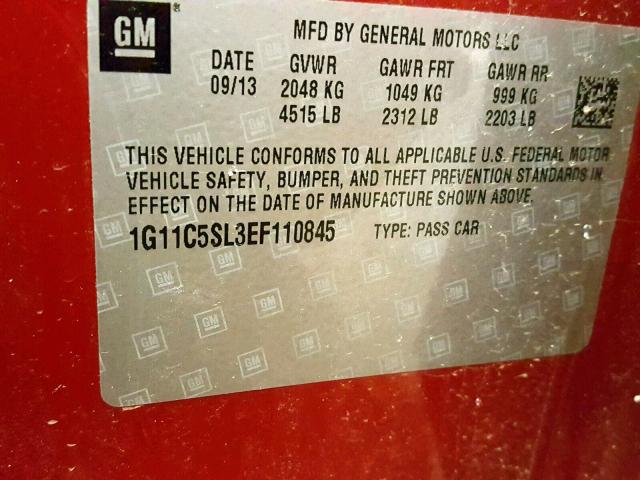 GM
MFD BY GENERAL MOTORS LLC
DATE GVWR GAWR FRT GAWR RR
09/13 2048 KG 1049 KG 999 KG
4515 LB 2312 LB 2203 LB
THIS VEHICLE CONFORMS TO ALL APPLICABLE U.S. FEDERAL MOTOR
VEHICLE SAFETY, BUMPER, AND THEFT PREVENTION STANDARDS IN
EFFECT ON THE DATE OF MANUFACTURE SHOWN ABOVE.
1G11C5SL3EF110845 TYPE: PASS CAR